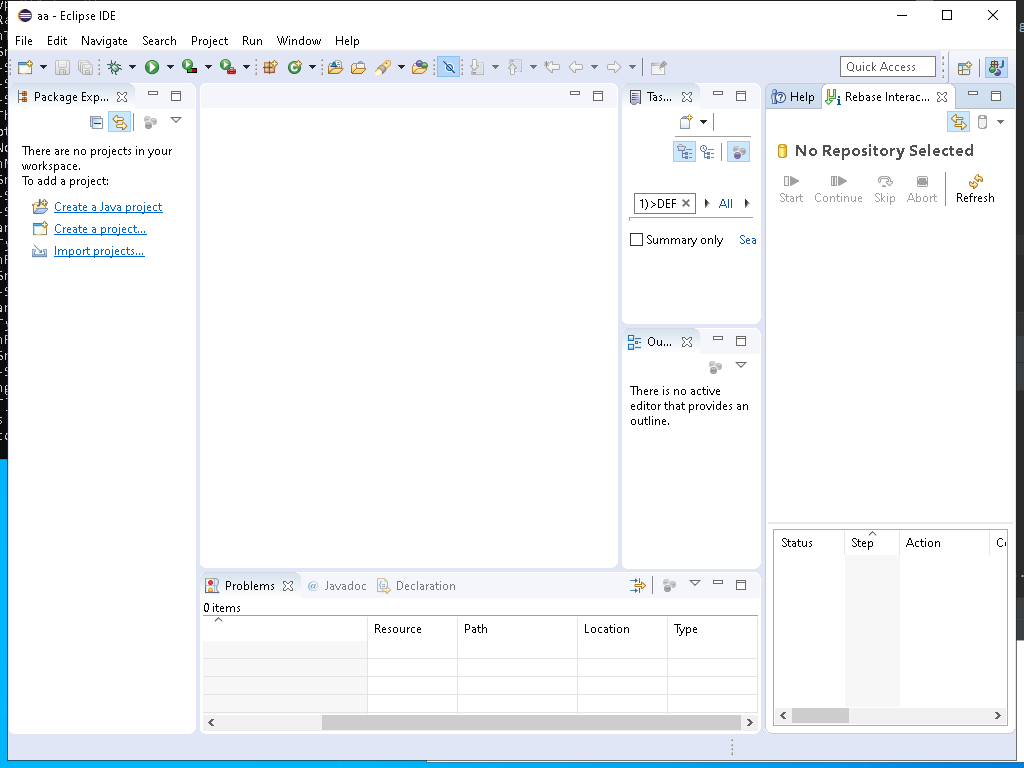 aa - Eclipse IDE
File Edit Navigate Search Project Run Window Help
Quick Access
Package Exp...
There are no projects in your
workspace.
To add a project:
Create a Java project
Create a project...
Import projects...
Tas...
1)>DEF
All
Summary only Sea
Ou...
There is no active
editor that provides an
outline.
Help Rebase Interac...
No Repository Selected
Start Continue Skip Abort Refresh
Status Step Action
Problems @ Javadoc Declaration
0 items
Resource Path Location Type